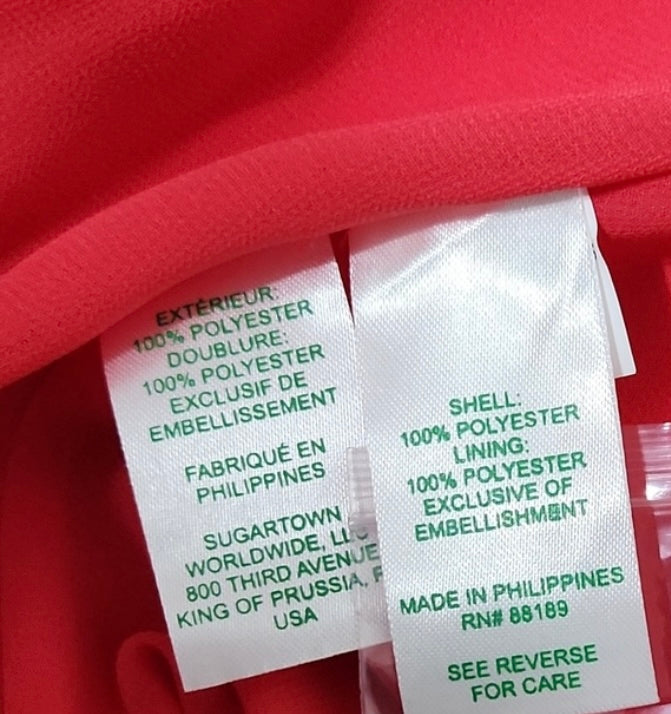 EXTÉRIEUR:
100% POLYESTER
DOUBLURE:
100% POLYESTER
EXCLUSIF DE
EMBELLISSEMENT
FABRIQUÉ EN
PHILIPPINES
SUGARTOWN
WORLDWIDE,
800 THIRD AVENUE
KING OF PRUSSIA,
USA
SHELL:
100% POLYESTER
LINING:
100% POLYESTER
EXCLUSIVE OF
EMBELLISHMENT
MADE IN PHILIPPINES
RN# 88189
SEE REVERSE
FOR CARE